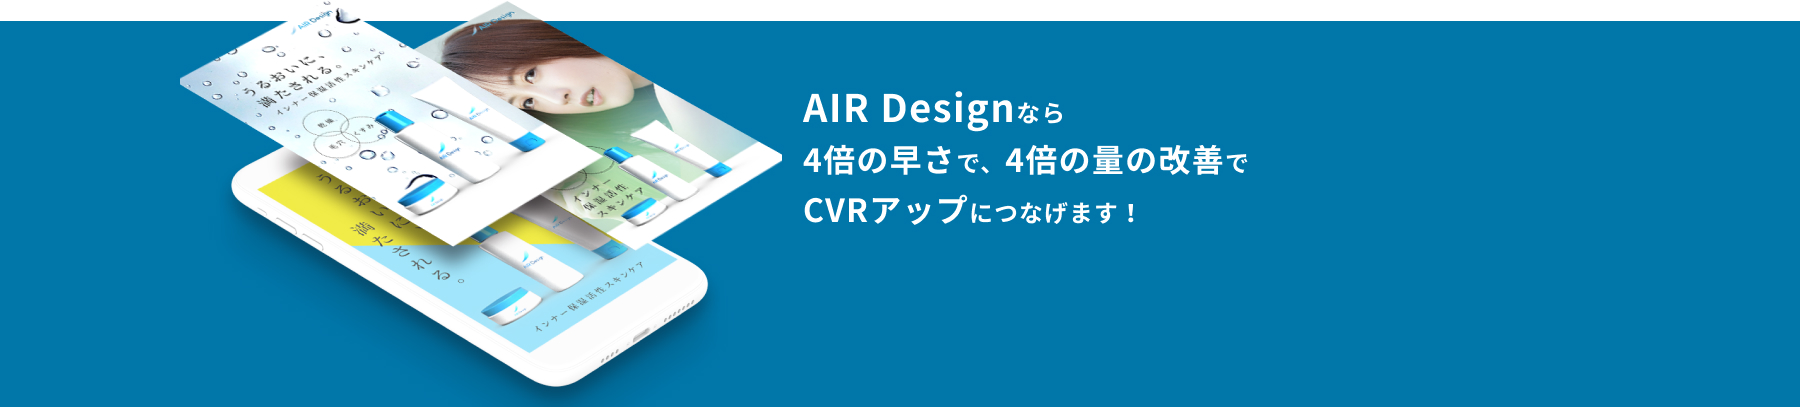 AIR Design
うるおいに、
満たされる。
インナー保湿活性スキンケア
乾燥
毛穴
くすみ
AIR Design
AIR Design
インナー
保湿活性
スキンケア
うるおいに、
満たされる。
AIR Design
インナー保湿活性スキンケア
AIR Designなら
4倍の早さで、4倍の量の改善で
CVRアップにつなげます！